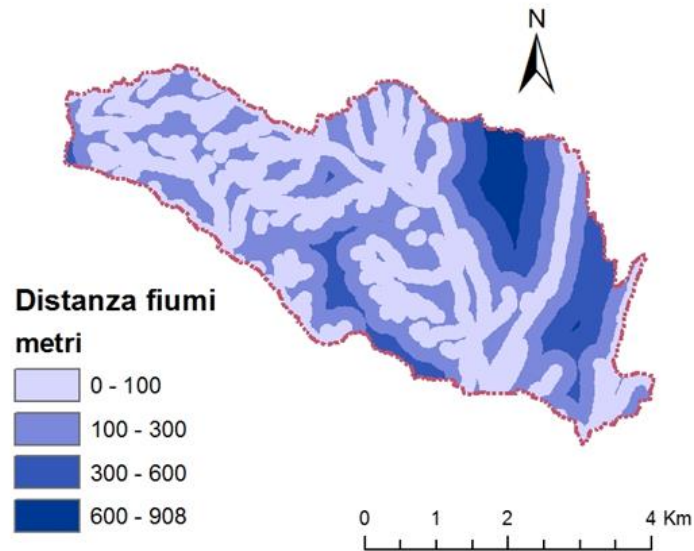 N
Distanza fiumi
metri
0 - 100
100 - 300
300 - 600
600 - 908
0 1 2 4 Km